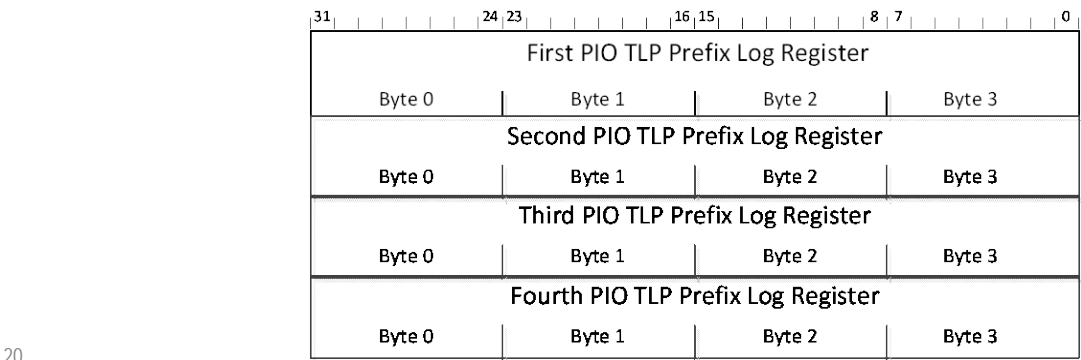 31 24 23 16 15 8 7 0
First PIO TLP Prefix Log Register
Byte 0 Byte 1 Byte 2 Byte 3
Second PIO TLP Prefix Log Register
Byte 0 Byte 1 Byte 2 Byte 3
Third PIO TLP Prefix Log Register
Byte 0 Byte 1 Byte 2 Byte 3
Fourth PIO TLP Prefix Log Register
Byte 0 Byte 1 Byte 2 Byte 3
20